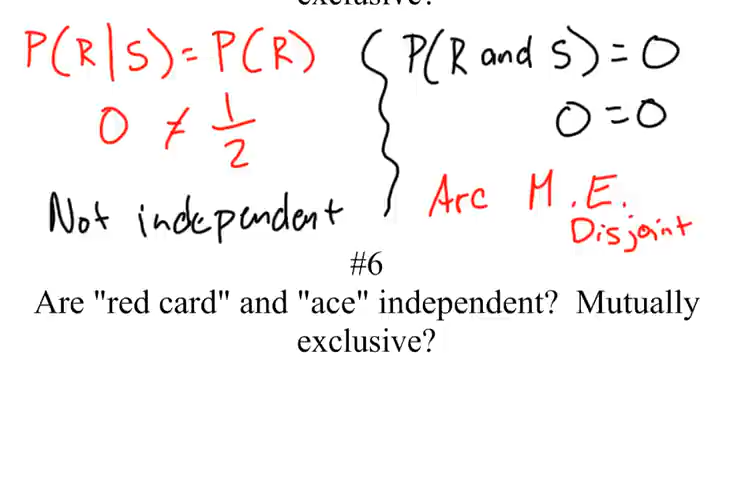 exclusive?
P(R|S) = P(R) P(R and S) = 0
0 ≠ 1/2 0 = 0
Not independent Are M.E.
Disjoint
#6
Are "red card" and "ace" independent? Mutually
exclusive?